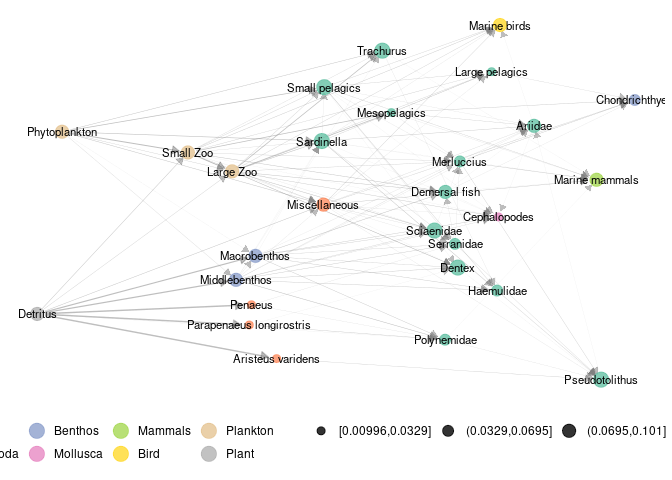 Marine birds
Trachurus
Large pelagics
Small pelagics
Chondrichthye
Mesopelagics
Phytoplankton
Ariidae
Sardinella
Small Zoo
Merluccius
Large Zoo
Marine mammals
Demersal fish
Miscellaneous
Cephalopodes
Sciaenidae
Serranidae
Macrobenthos
Dentex
Middlebenthos
Haemulidae
Penaeus
Detritus
Parapenaeus longirostris
Polynemidae
Aristeus varidens
Pseudotolithus
Benthos Mammals Plankton [0.00996,0.0329] (0.0329,0.0695] (0.0695,0.101]
oda Mollusca Bird Plant